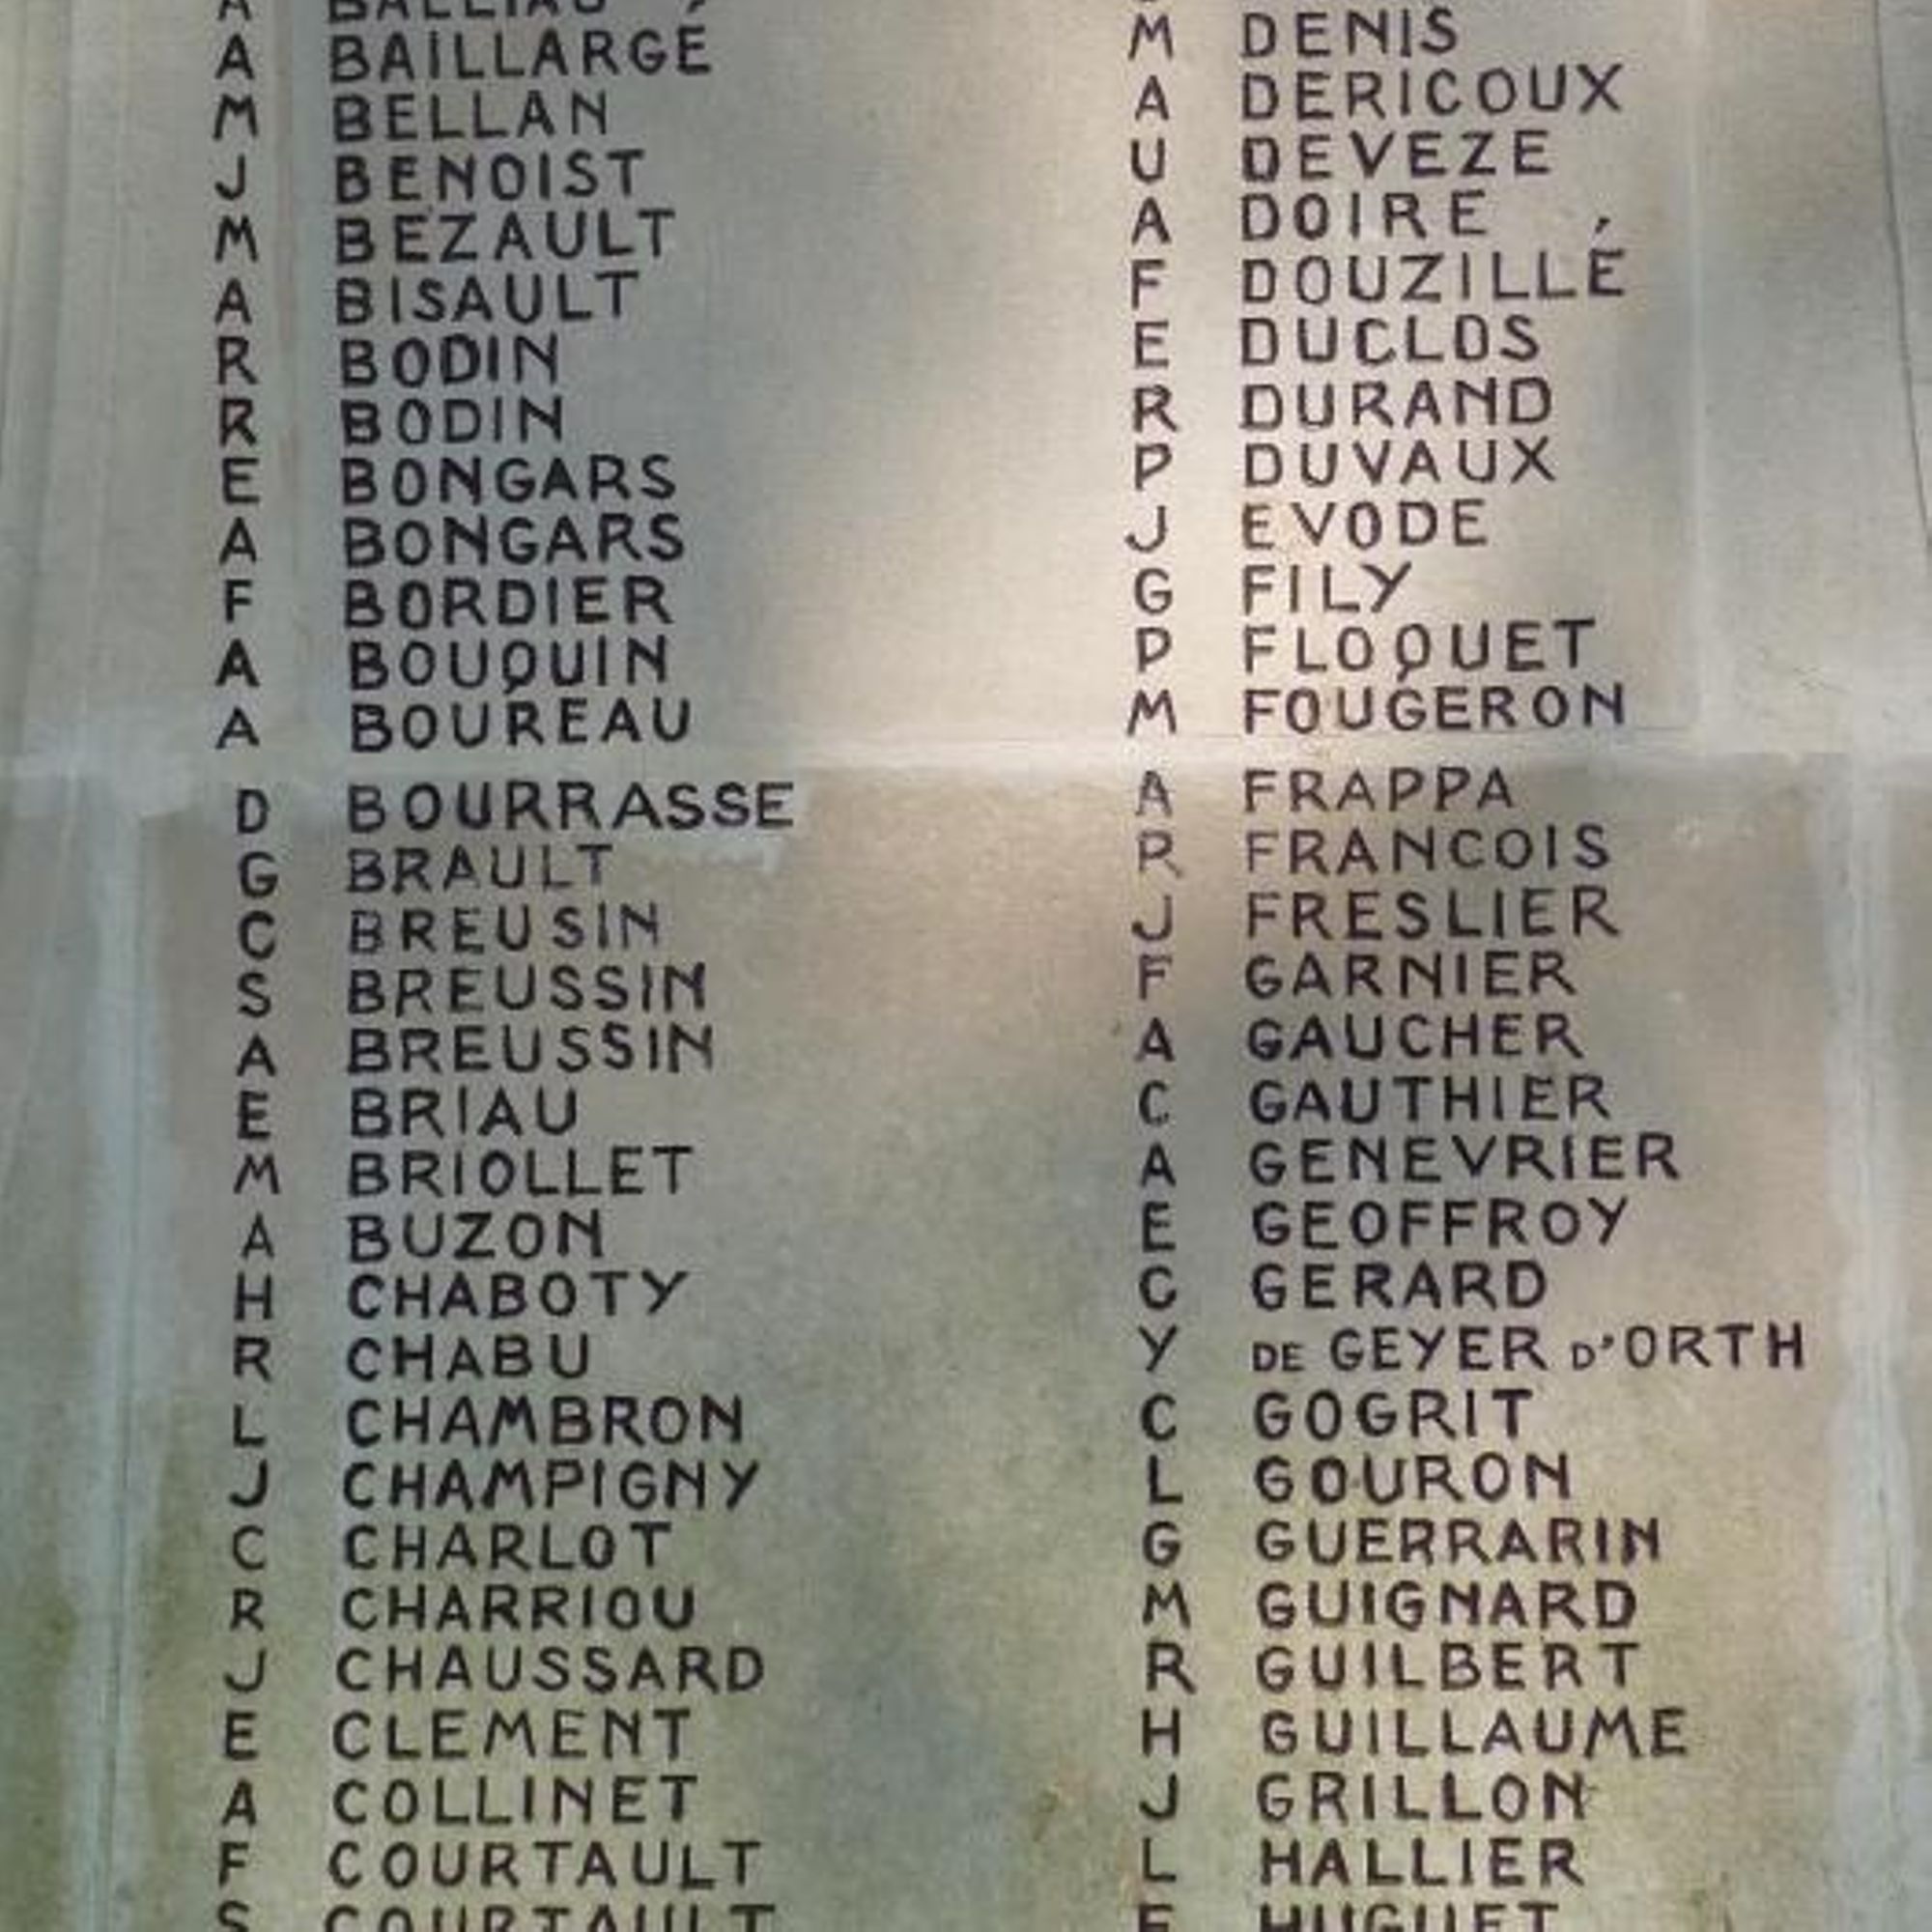 A BALLIAU
A BAILLARGÉ
M BELLAN
J BENOIST
M BEZAULT
A BISAULT
R BODIN
R BODIN
E BONGARS
A BONGARS
F BORDIER
A BOUQUIN
A BOUREAU
D BOURRASSE
G BRAULT
C BREUSIN
S BREUSSIN
A BREUSSIN
E BRIAU
M BRIOLLET
A BUZON
H CHABOTY
R CHABU
L CHAMBRON
J CHAMPIGNY
C CHARLOT
R CHARRIOU
J CHAUSSARD
E CLEMENT
A COLLINET
F COURTAULT
S COURTAULT
M DENIS
A DERICOUX
U DEVEZE
A DOIRE
F DOUZILLÉ
E DUCLOS
R DURAND
P DUVAUX
J EVODE
G FILY
P FLOQUET
M FOUGERON
A FRAPPA
R FRANCOIS
J FRESLIER
F GARNIER
A GAUCHER
C GAUTHIER
A GENEVRIER
E GEOFFROY
C GERARD
Y DE GEYER D'ORTH
C GOGRIT
L GOURON
G GUERRARIN
M GUIGNARD
R GUILBERT
H GUILLAUME
J GRILLON
L HALLIER
HUGUET